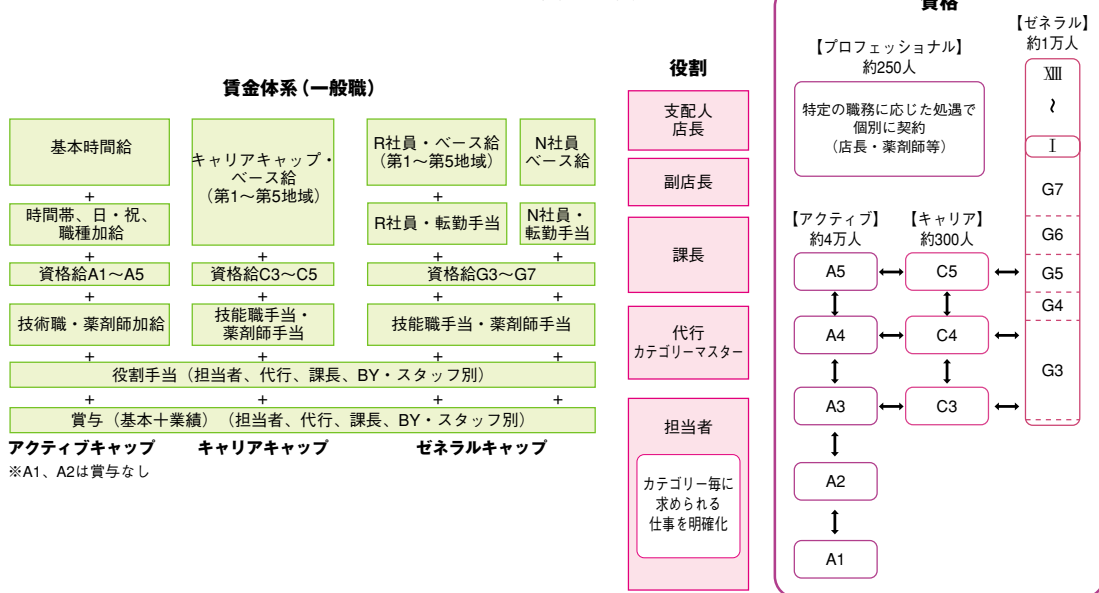 賃金体系（一般職）
基本時間給
+
時間帯、日・祝、
職種加給
+
資格給A1～A5
+
技術職・薬剤師加給
+
キャリアキャップ・
ベース給
（第1～第5地域）
+
資格給C3～C5
+
技能職手当・
薬剤師手当
+
R社員・ベース給
（第1～第5地域）
+
R社員・転勤手当
+
N社員
ベース給
N社員・
転勤手当
+
資格給G3～G7
+
+
技能職手当・薬剤師手当
+
+
役割手当（担当者、代行、課長、BY・スタッフ別）
+
+
+
+
賞与（基本＋業績）（担当者、代行、課長、BY・スタッフ別）
アクティブキャップ
キャリアキャップ
ゼネラルキャップ
※A1、A2は賞与なし
役割
支配人
店長
副店長
課長
代行
カテゴリーマスター
担当者
カテゴリー毎に
求められる
仕事を明確化
資格
【プロフェッショナル】
約250人
特定の職務に応じた処遇で
個別に契約
（店長・薬剤師等）
【アクティブ】
約4万人
A5
A4
A3
A2
A1
【キャリア】
約300人
C5
C4
C3
【ゼネラル】
約1万人
XIII
～
I
G7
G6
G5
G4
G3